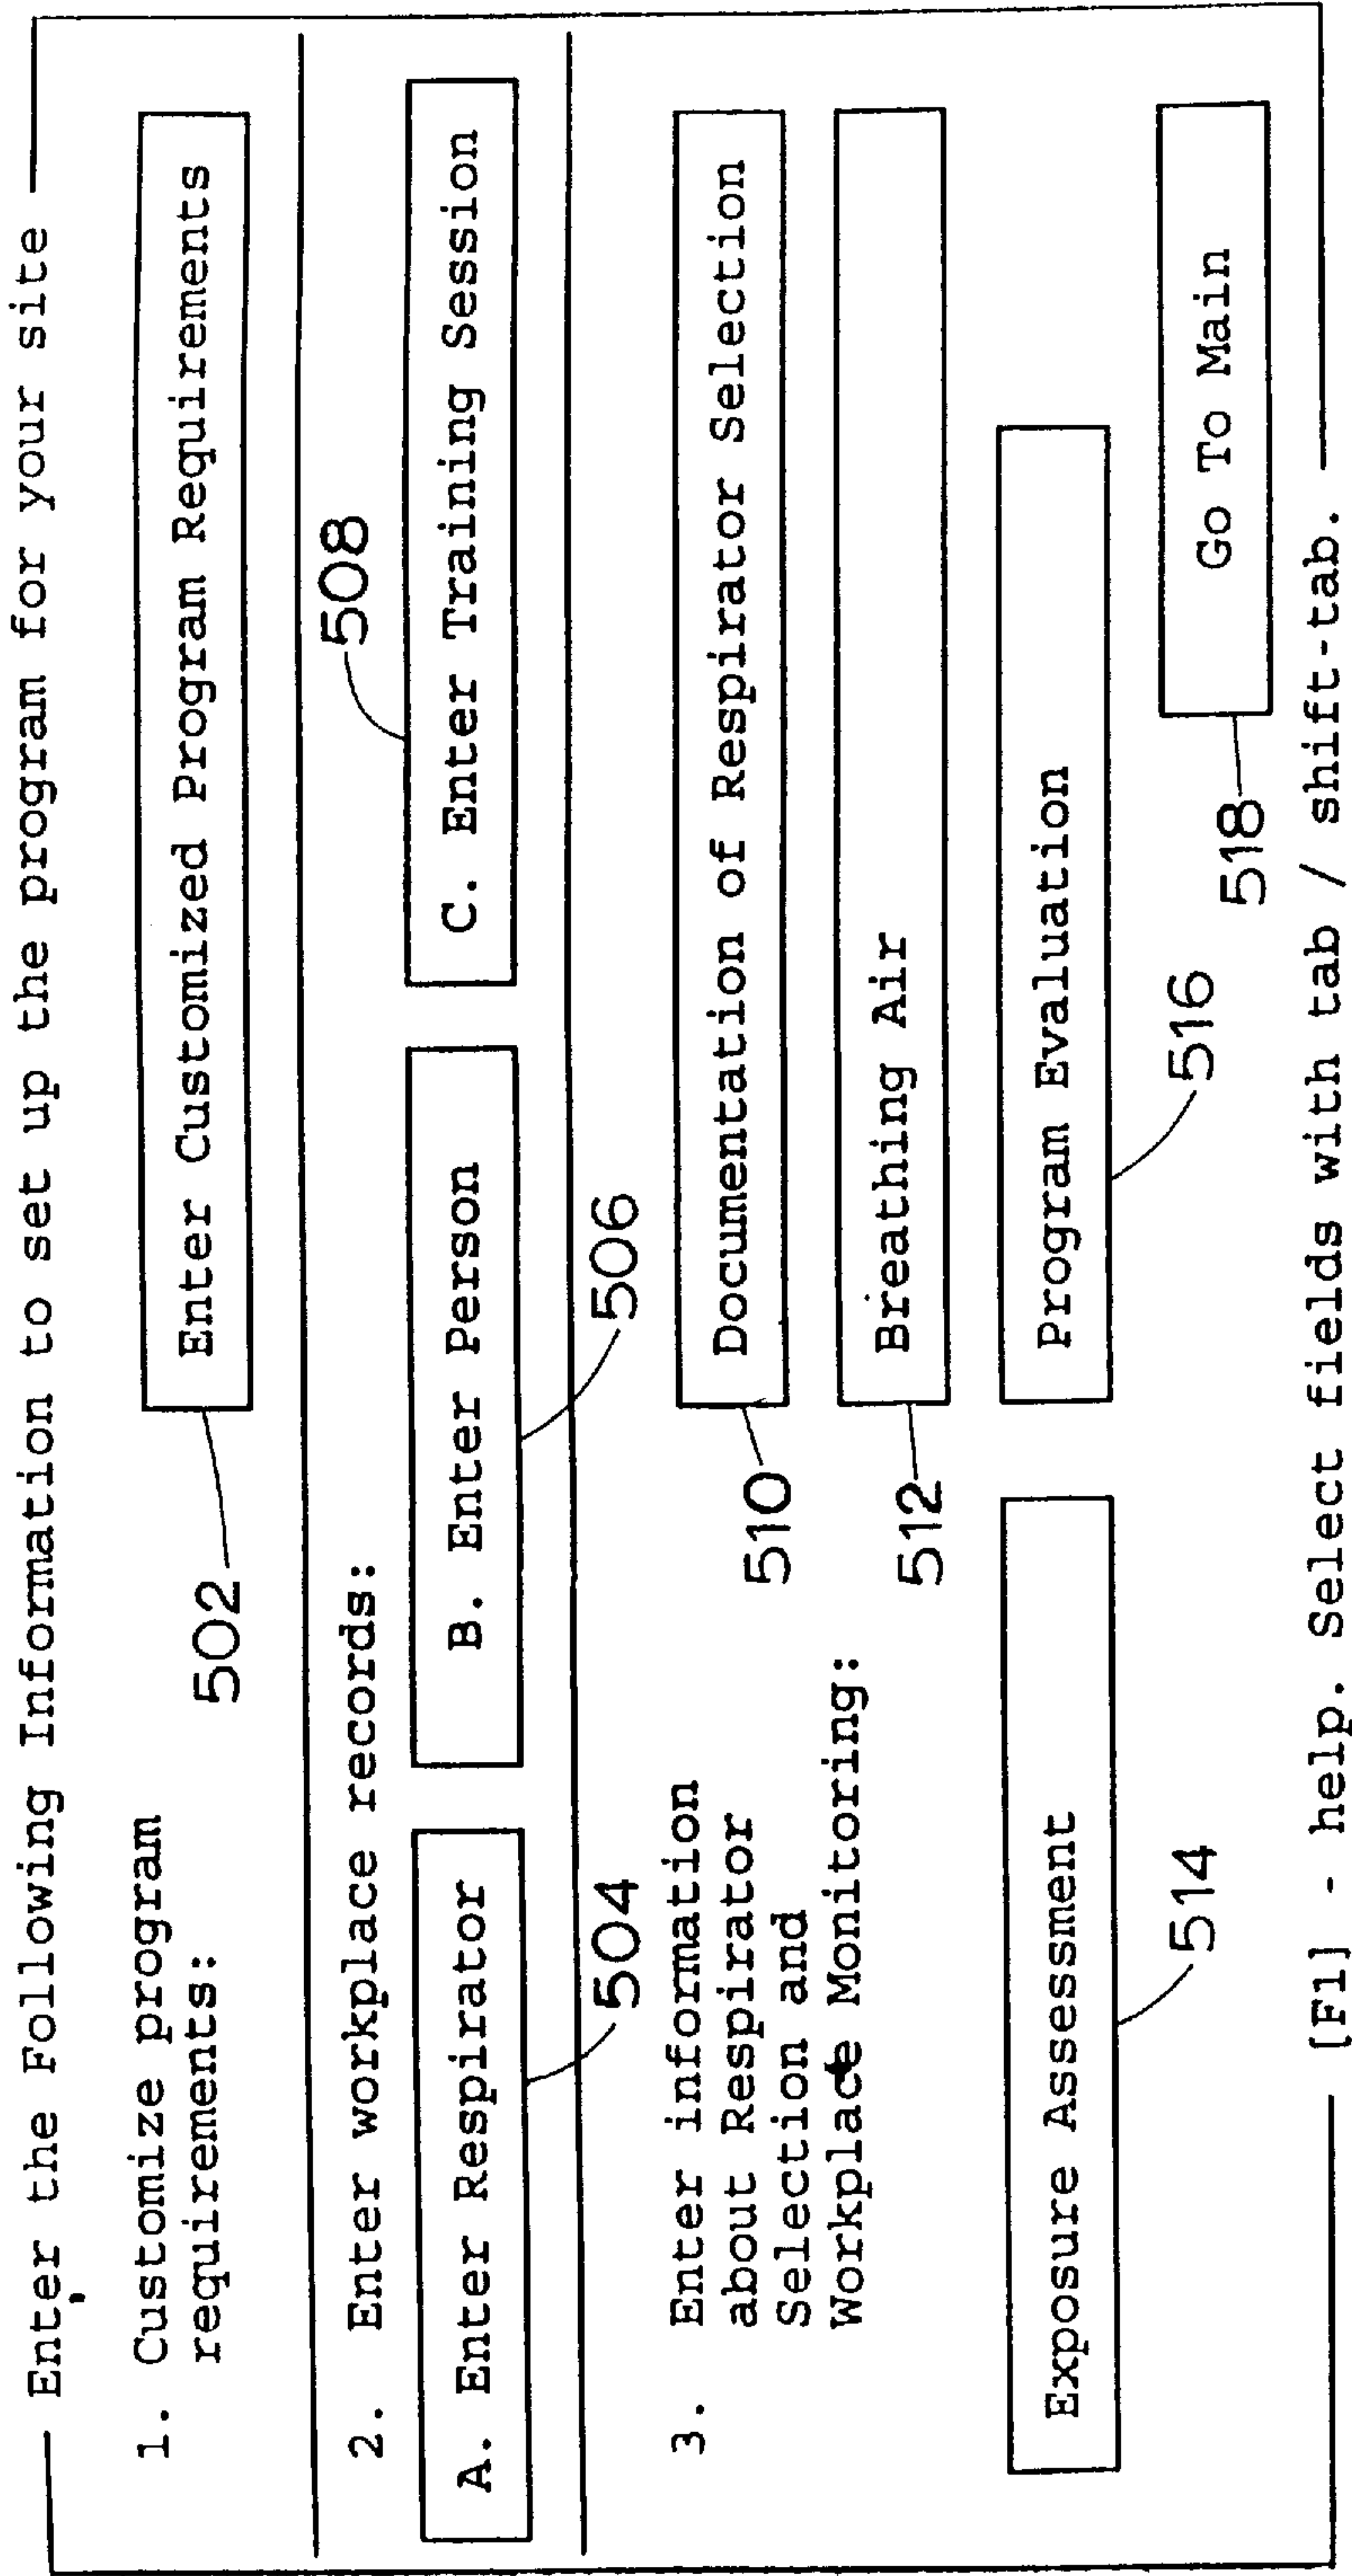 Enter the Following Information to set up the program for your site
1. Customize program
requirements:
Enter Customized Program Requirements
502
2. Enter workplace records:
508
A. Enter Respirator
B. Enter Person
C. Enter Training Session
504
506
3. Enter information
about Respirator
Selection and
Workplace Monitoring:
Documentation of Respirator Selection
510
Breathing Air
512
Exposure Assessment
Program Evaluation
514
516
Go To Main
518
[F1] - help. Select fields with tab / shift-tab.